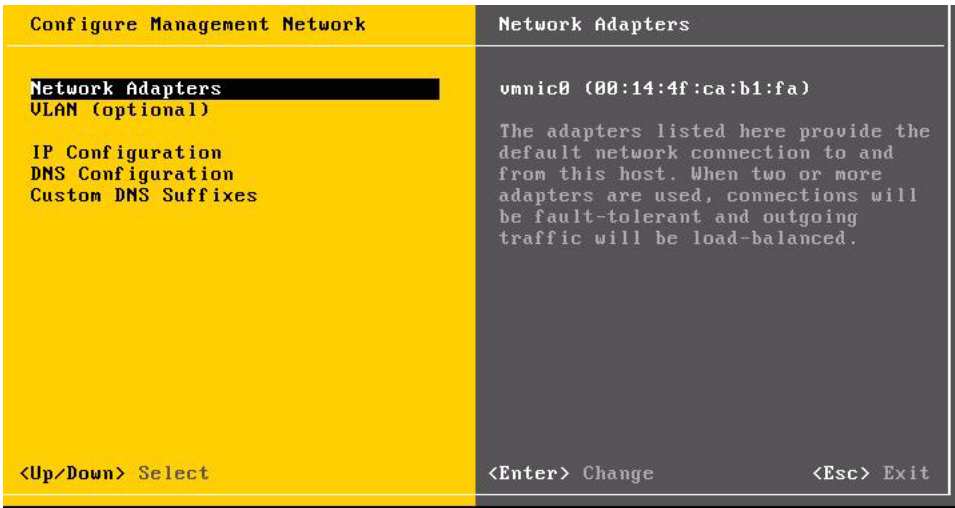 Configure Management Network
Network Adapters
Network Adapters
VLAN (optional)
IP Configuration
DNS Configuration
Custom DNS Suffixes
vmnic0 (00:14:4f:ca:b1:fa)
The adapters listed here provide the
default network connection to and
from this host. When two or more
adapters are used, connections will
be fault-tolerant and outgoing
traffic will be load-balanced.
<Up/Down> Select
<Enter> Change
<Esc> Exit